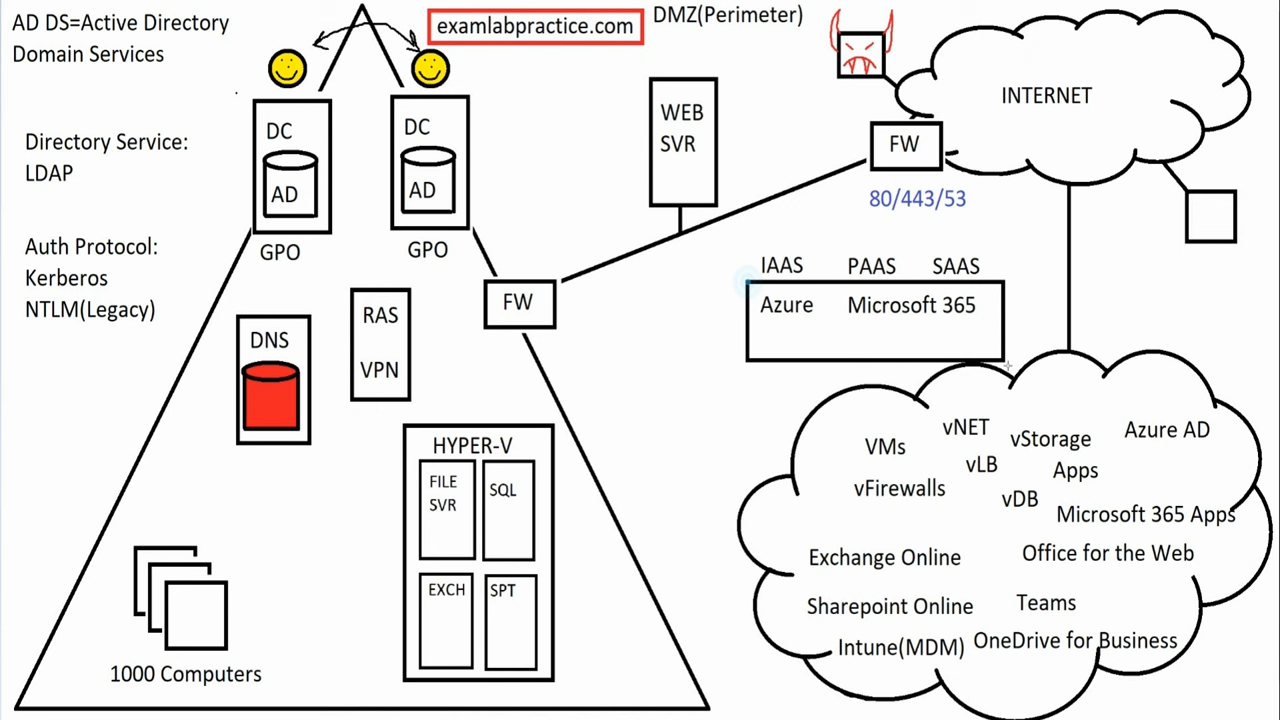 AD DS=Active Directory
Domain Services
examlabpractice.com
DMZ(Perimeter)
INTERNET
DC
AD
GPO
DC
AD
GPO
WEB
SVR
FW
80/443/53
Directory Service:
LDAP
Auth Protocol:
Kerberos
NTLM(Legacy)
DNS
RAS
VPN
FW
IAAS PAAS SAAS
Azure Microsoft 365
HYPER-V
FILE
SVR
SQL
EXCH
SPT
1000 Computers
VMs
vNET
vStorage
Azure AD
vLB
Apps
vFirewalls
vDB
Microsoft 365 Apps
Exchange Online
Office for the Web
Sharepoint Online
Teams
Intune(MDM)
OneDrive for Business